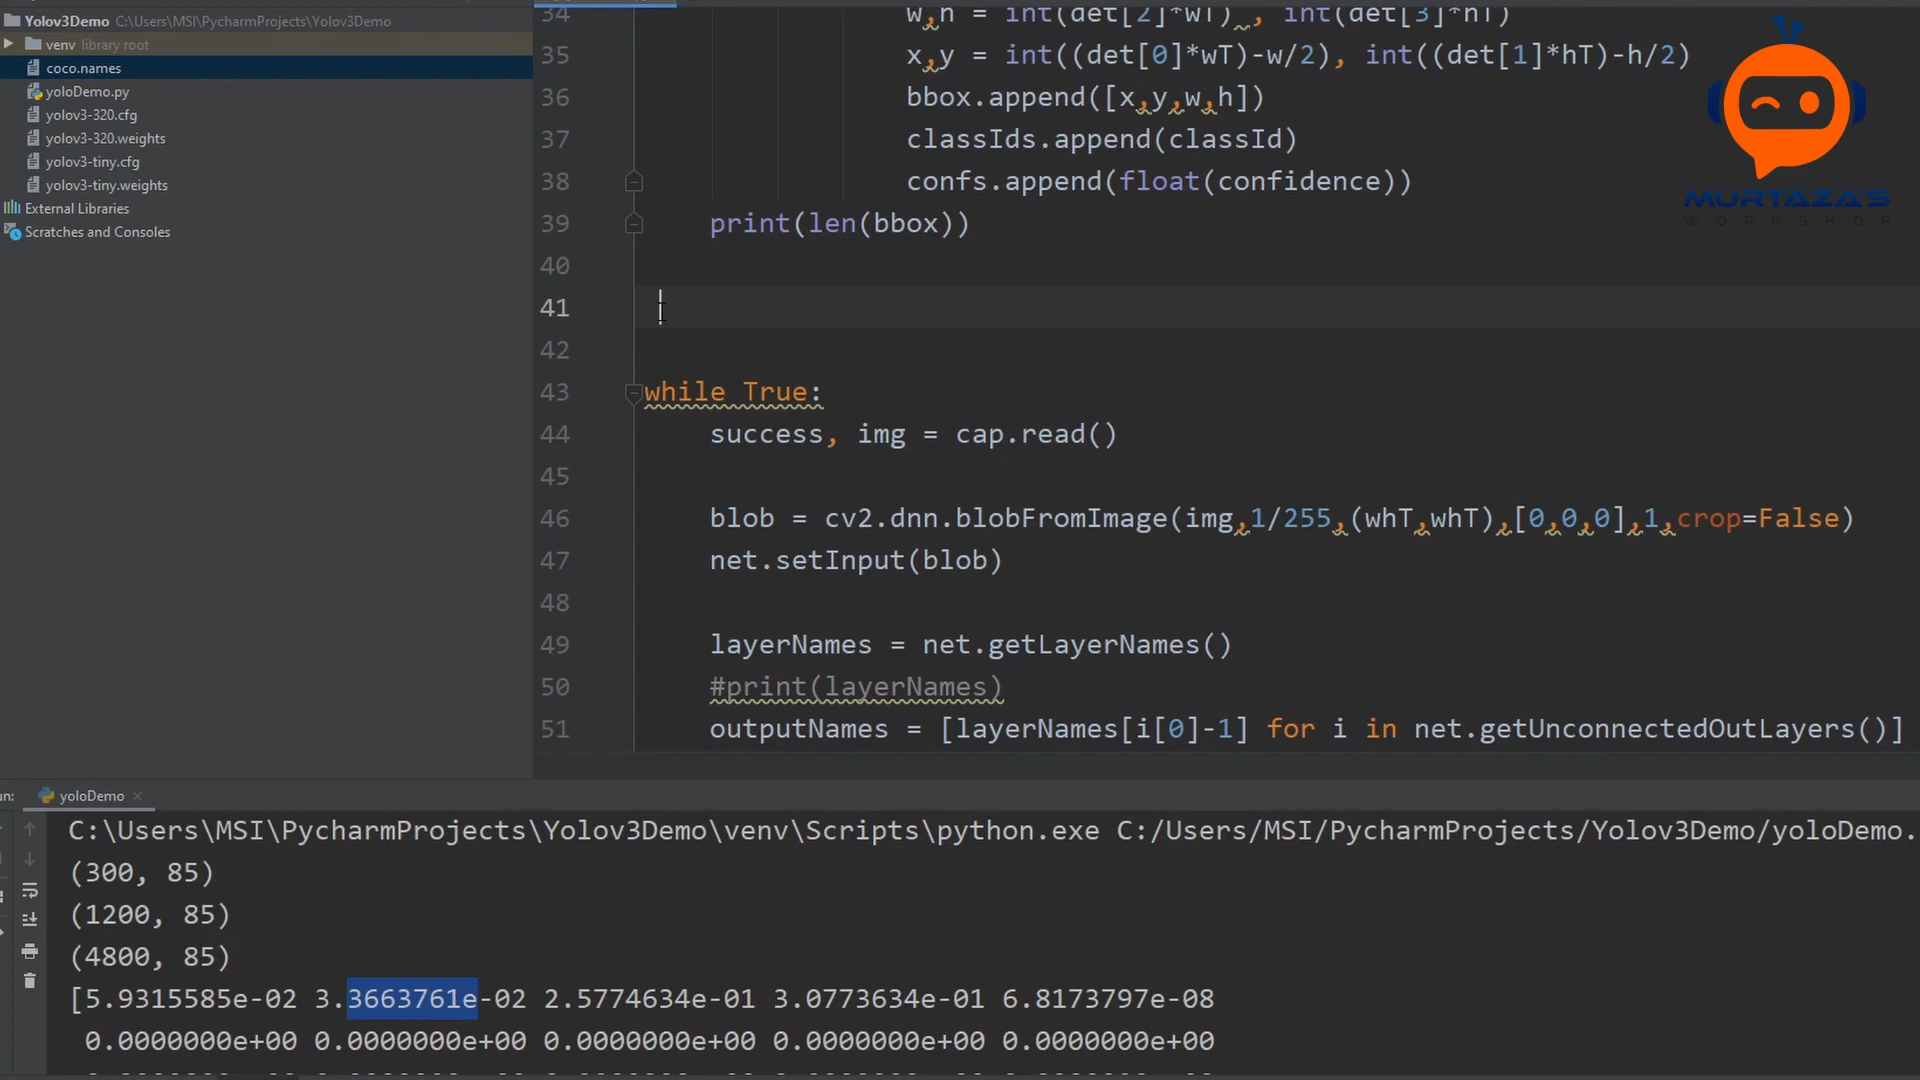 Yolov3Demo C:\Users\MSI\PycharmProjects\Yolov3Demo
venv library root
coco.names
yoloDemo.py
yolov3-320.cfg
yolov3-320.weights
yolov3-tiny.cfg
yolov3-tiny.weights
External Libraries
Scratches and Consoles
34 w,h = int(det[2]*wT) , int(det[3]*hT)
35 x,y = int((det[0]*wT)-w/2), int((det[1]*hT)-h/2)
36 bbox.append([x,y,w,h])
37 classIds.append(classId)
38 confs.append(float(confidence))
39 print(len(bbox))
40
41
42
43 while True:
44 success, img = cap.read()
45
46 blob = cv2.dnn.blobFromImage(img,1/255,(whT,whT),[0,0,0],1,crop=False)
47 net.setInput(blob)
48
49 layerNames = net.getLayerNames()
50 #print(layerNames)
51 outputNames = [layerNames[i[0]-1] for i in net.getUnconnectedOutLayers()]
MURTAZA'S
WORKSHOP
un: yoloDemo
C:\Users\MSI\PycharmProjects\Yolov3Demo\venv\Scripts\python.exe C:/Users/MSI/PycharmProjects/Yolov3Demo/yoloDemo.
(300, 85)
(1200, 85)
(4800, 85)
[5.9315585e-02 3.3663761e-02 2.5774634e-01 3.0773634e-01 6.8173797e-08
0.0000000e+00 0.0000000e+00 0.0000000e+00 0.0000000e+00 0.0000000e+00